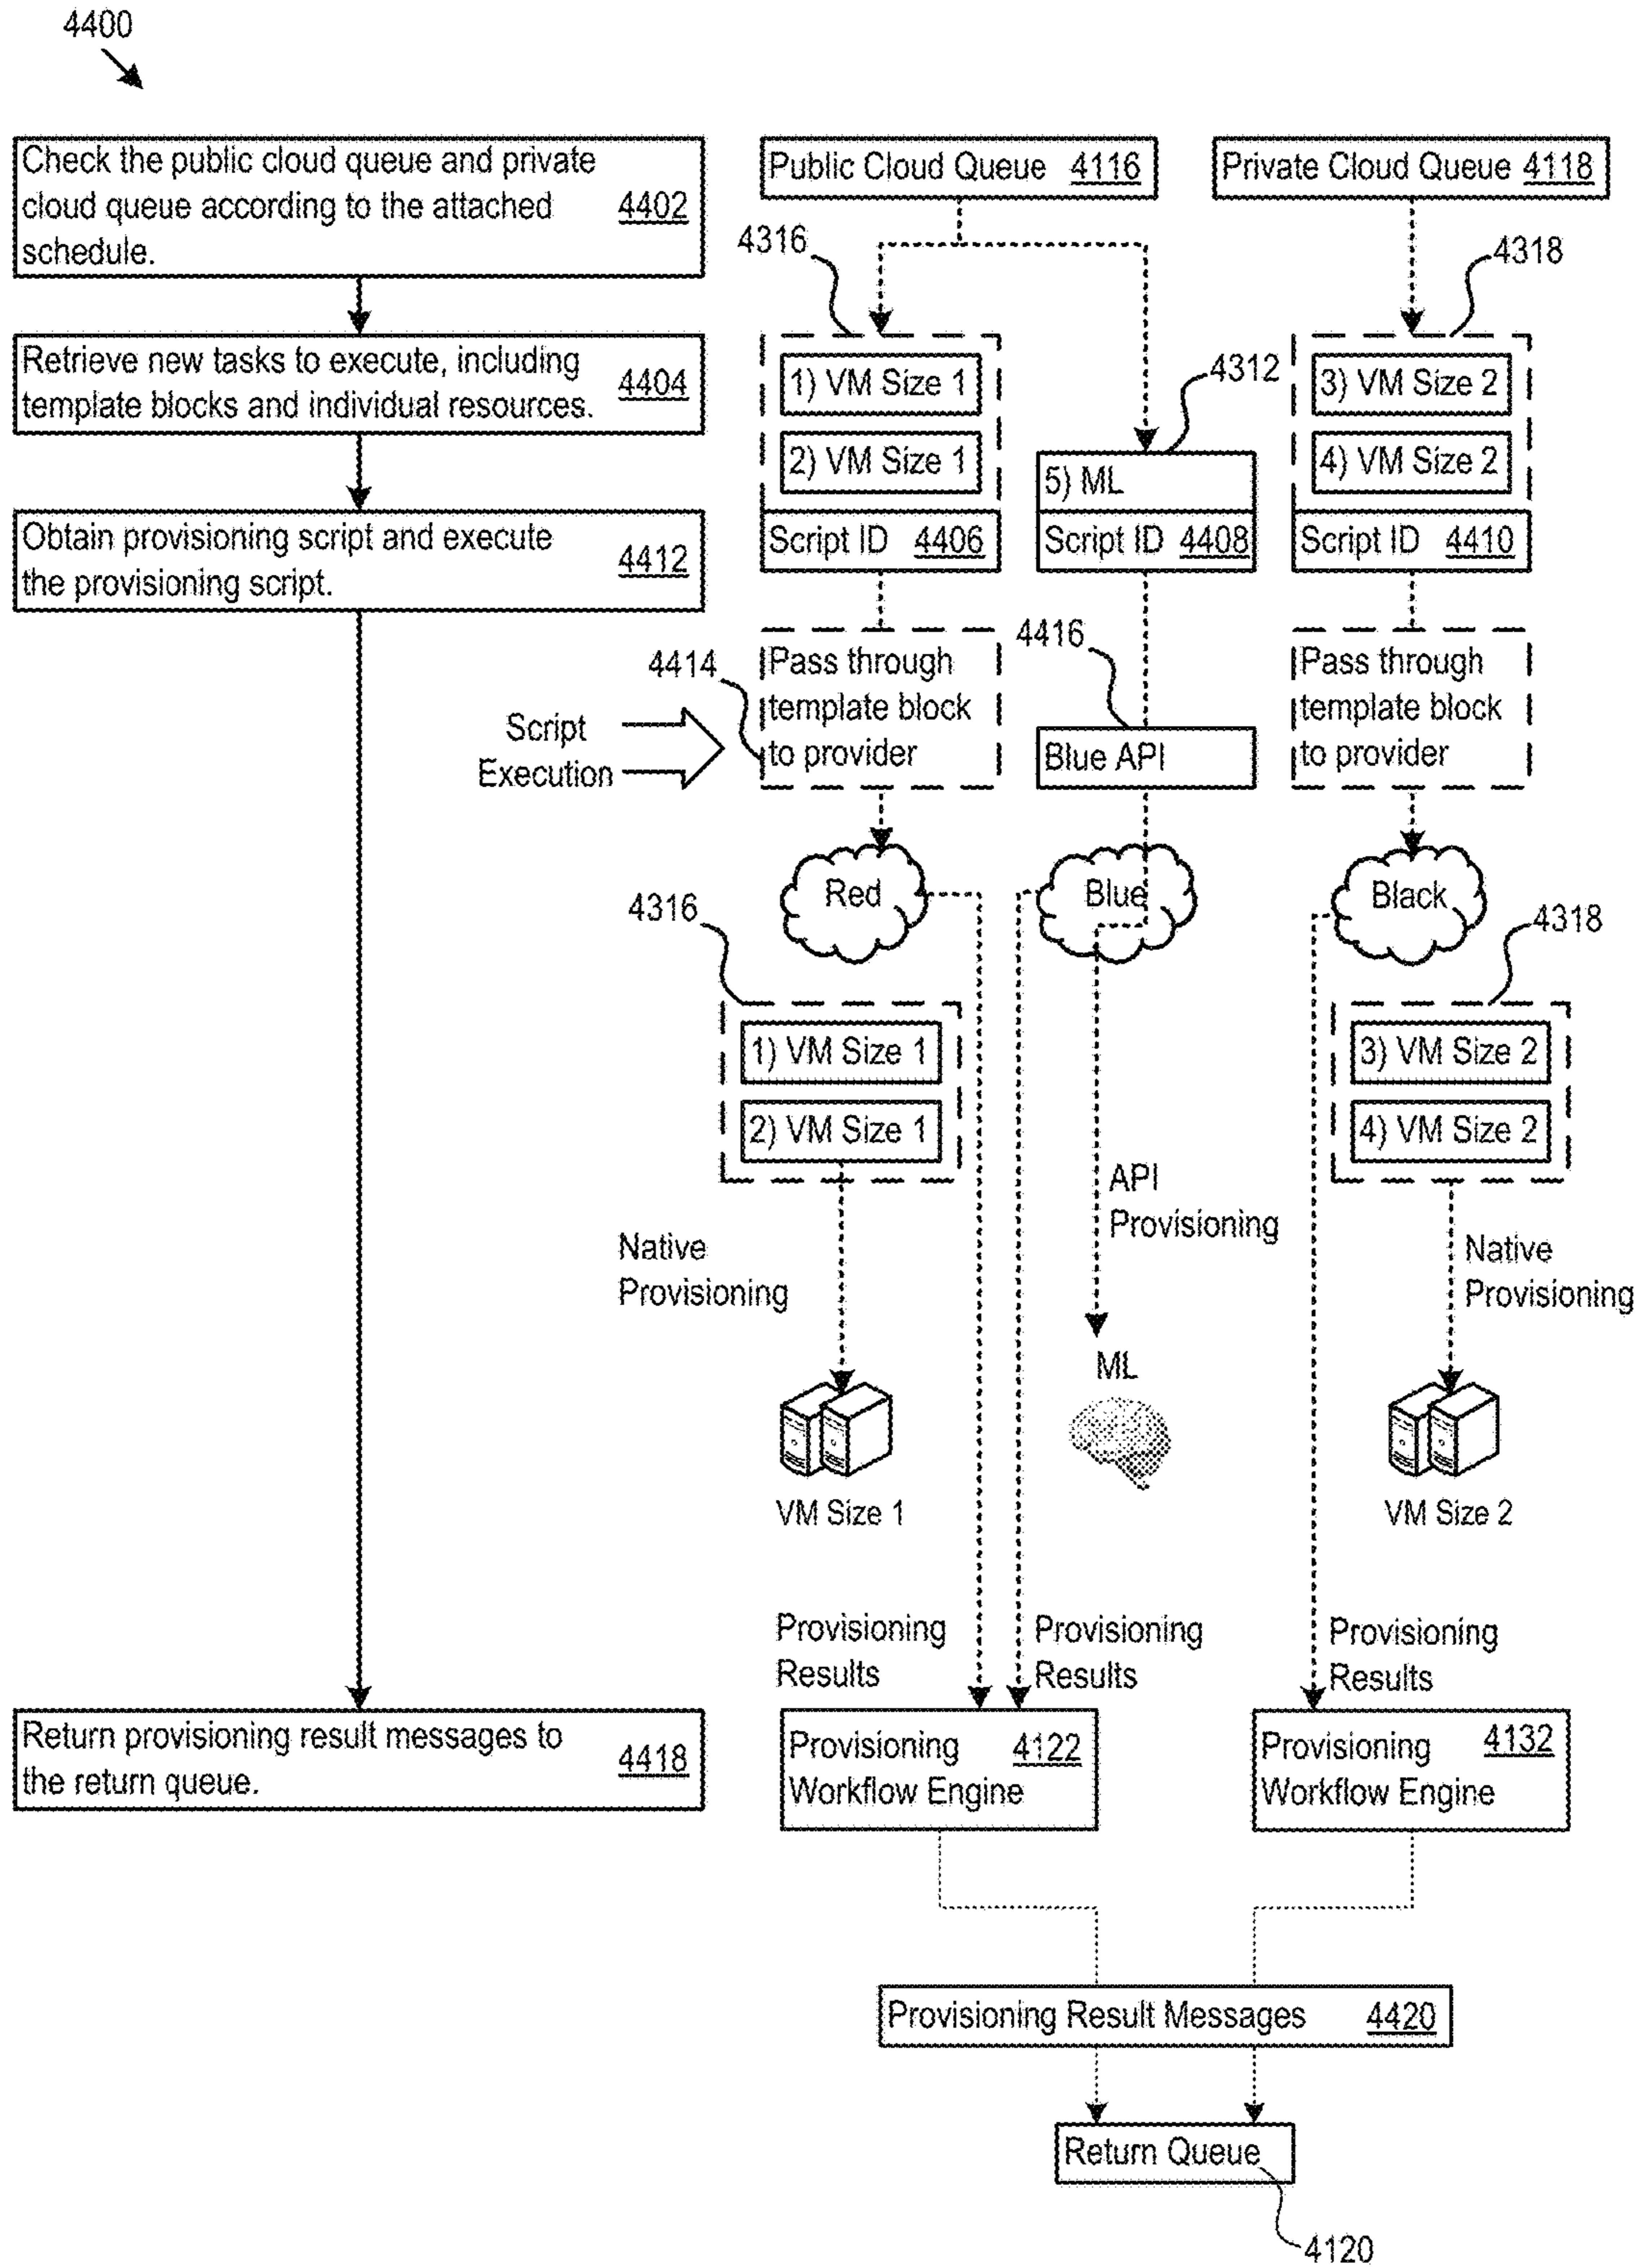 4400
Check the public cloud queue and private
cloud queue according to the attached
schedule.
4402
Retrieve new tasks to execute, including
template blocks and individual resources.
4404
Obtain provisioning script and execute
the provisioning script.
4412
Return provisioning result messages to
the return queue.
4418
Public Cloud Queue 4116
Private Cloud Queue 4118
4316
4318
1) VM Size 1
2) VM Size 1
Script ID 4406
4312
5) ML
Script ID 4408
3) VM Size 2
4) VM Size 2
Script ID 4410
Script
Execution
4414
Pass through
template block
to provider
4416
Blue API
Pass through
template block
to provider
Red
Blue
Black
4316
1) VM Size 1
2) VM Size 1
4318
3) VM Size 2
4) VM Size 2
Native
Provisioning
API
Provisioning
Native
Provisioning
VM Size 1
ML
VM Size 2
Provisioning
Results
Provisioning
Results
Provisioning
Results
Provisioning
Workflow Engine
4122
Provisioning
Workflow Engine
4132
Provisioning Result Messages 4420
Return Queue
4120